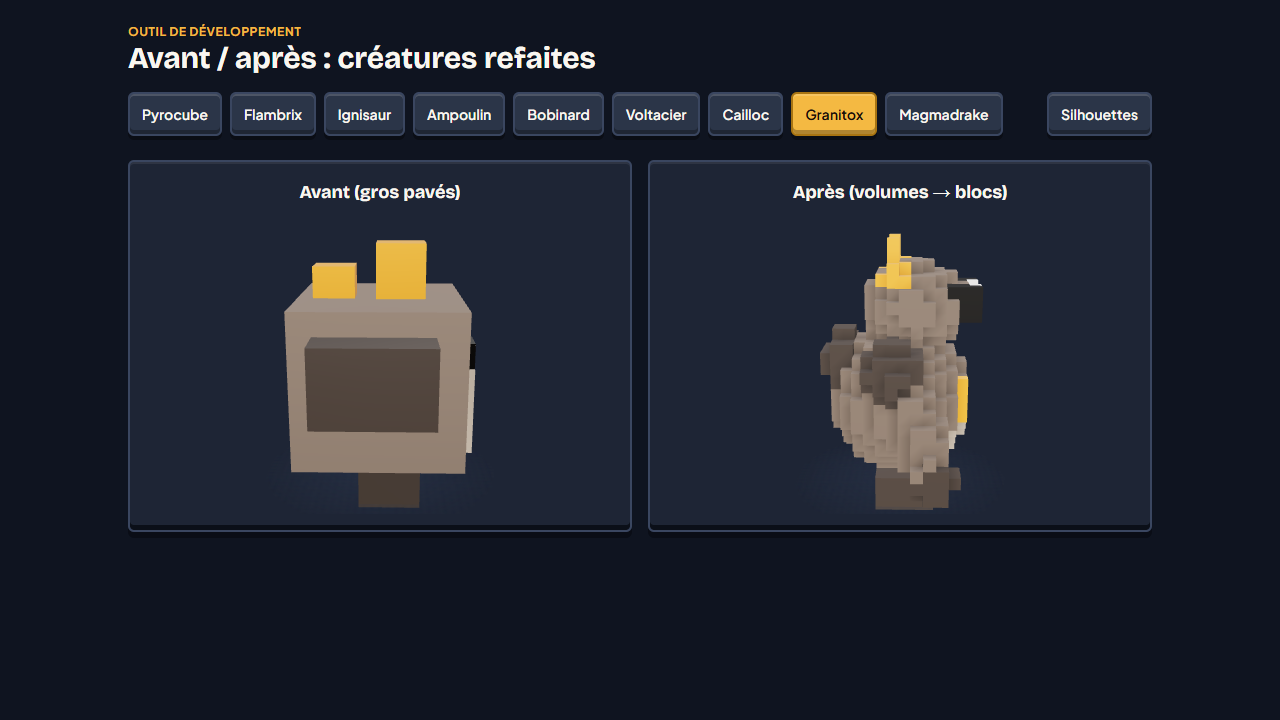 OUTIL DE DÉVELOPPEMENT
Avant / après : créatures refaites
Pyrocube
Flambrix
Ignisaur
Ampoulin
Bobinard
Voltacier
Cailloc
Granitox
Magmadrake
Silhouettes
Avant (gros pavés)
Après (volumes → blocs)